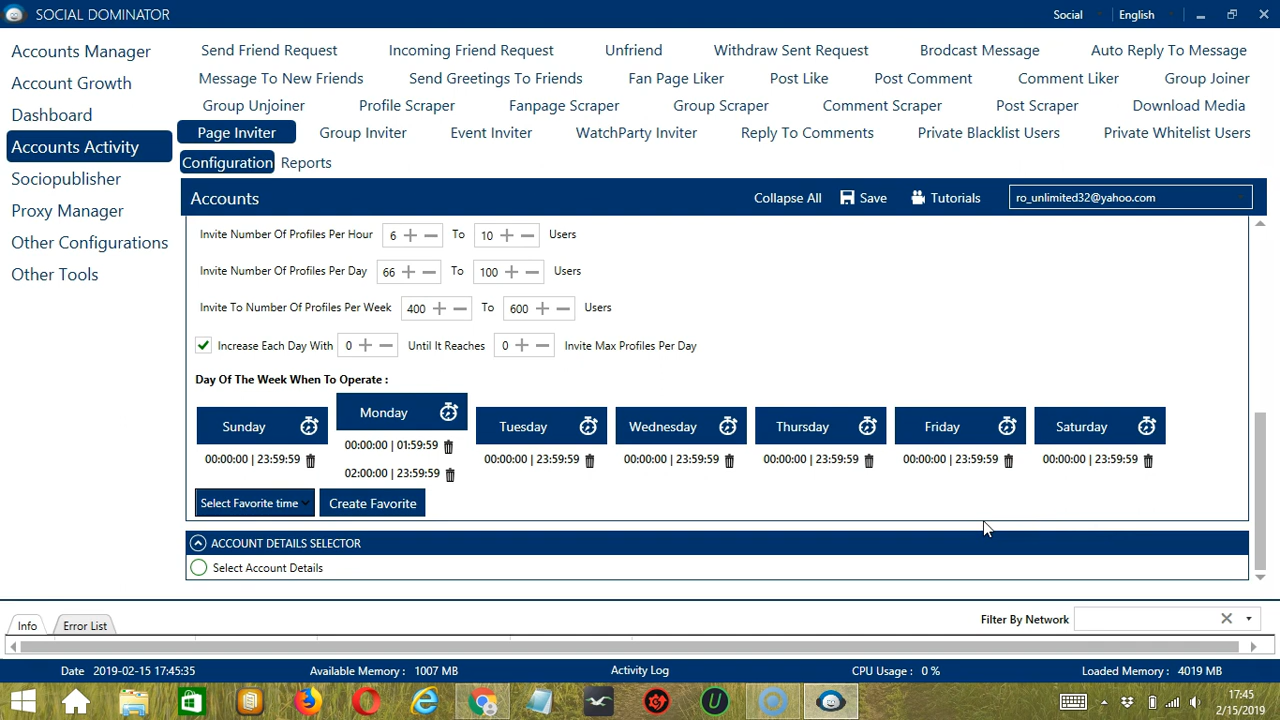 SOCIAL DOMINATOR
Social
English
Accounts Manager
Account Growth
Dashboard
Accounts Activity
Sociopublisher
Proxy Manager
Other Configurations
Other Tools
Send Friend Request Incoming Friend Request Unfriend Withdraw Sent Request Brodcast Message Auto Reply To Message
Message To New Friends Send Greetings To Friends Fan Page Liker Post Like Post Comment Comment Liker Group Joiner
Group Unjoiner Profile Scraper Fanpage Scraper Group Scraper Comment Scraper Post Scraper Download Media
Page Inviter Group Inviter Event Inviter WatchParty Inviter Reply To Comments Private Blacklist Users Private Whitelist Users
Configuration Reports
Accounts Collapse All Save Tutorials ro_unlimited32@yahoo.com
Invite Number Of Profiles Per Hour 6 To 10 Users
Invite Number Of Profiles Per Day 66 To 100 Users
Invite To Number Of Profiles Per Week 400 To 600 Users
Increase Each Day With 0 Until It Reaches 0 Invite Max Profiles Per Day
Day Of The Week When To Operate :
Sunday Monday Tuesday Wednesday Thursday Friday Saturday
00:00:00 | 23:59:59 00:00:00 | 01:59:59 00:00:00 | 23:59:59 00:00:00 | 23:59:59 00:00:00 | 23:59:59 00:00:00 | 23:59:59 00:00:00 | 23:59:59
02:00:00 | 23:59:59
Select Favorite time Create Favorite
ACCOUNT DETAILS SELECTOR
Select Account Details
Info Error List Filter By Network
Date 2019-02-15 17:45:35 Available Memory : 1007 MB Activity Log CPU Usage : 0 % Loaded Memory : 4019 MB
17:45
2/15/2019